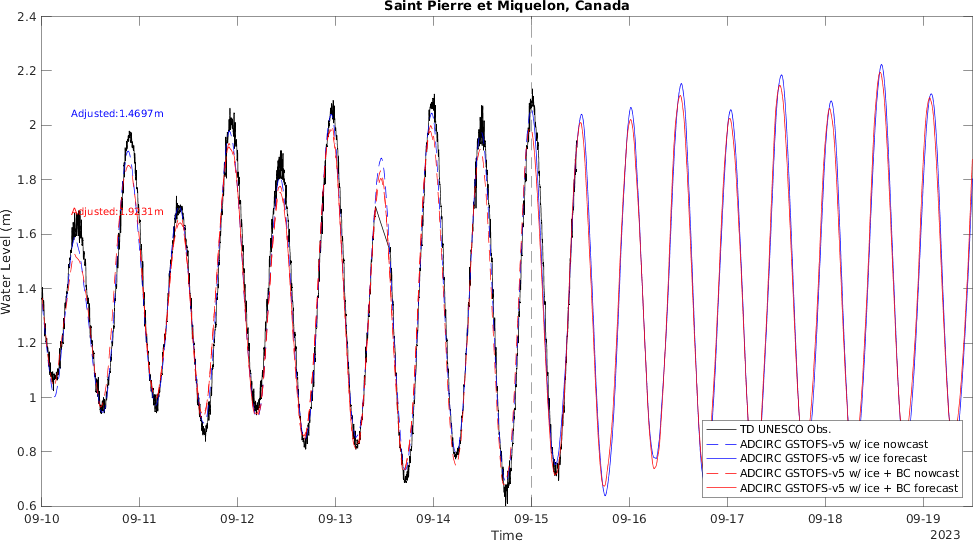 Saint Pierre et Miquelon, Canada
2.4
2.2
2
1.8
1.6
1.4
1.2
1
0.8
0.6
Water Level (m)
Adjusted:1.4697m
Adjusted:1.9231m
TD UNESCO Obs.
ADCIRC GSTOFS-v5 w/ ice nowcast
ADCIRC GSTOFS-v5 w/ ice forecast
ADCIRC GSTOFS-v5 w/ ice + BC nowcast
ADCIRC GSTOFS-v5 w/ ice + BC forecast
09-10 09-11 09-12 09-13 09-14 09-15 09-16 09-17 09-18 09-19
Time
2023